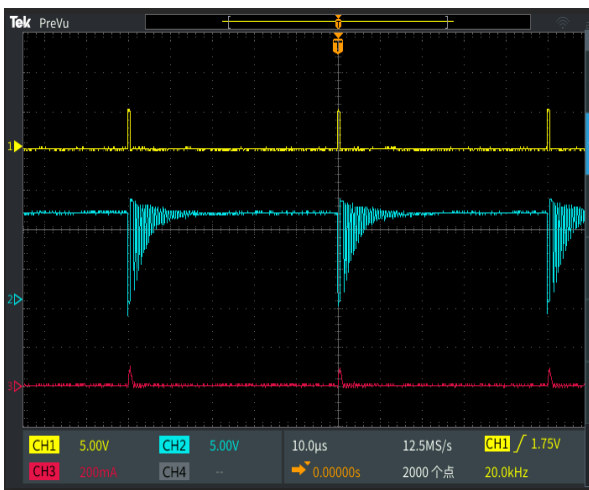 Tek PreVu
T
T
1
2
3
CH1 5.00V CH2 5.00V 10.0µs 12.5MS/s CH1 1.75V
CH3 200mA CH4 -- 0.00000s 2000 个点 20.0kHz